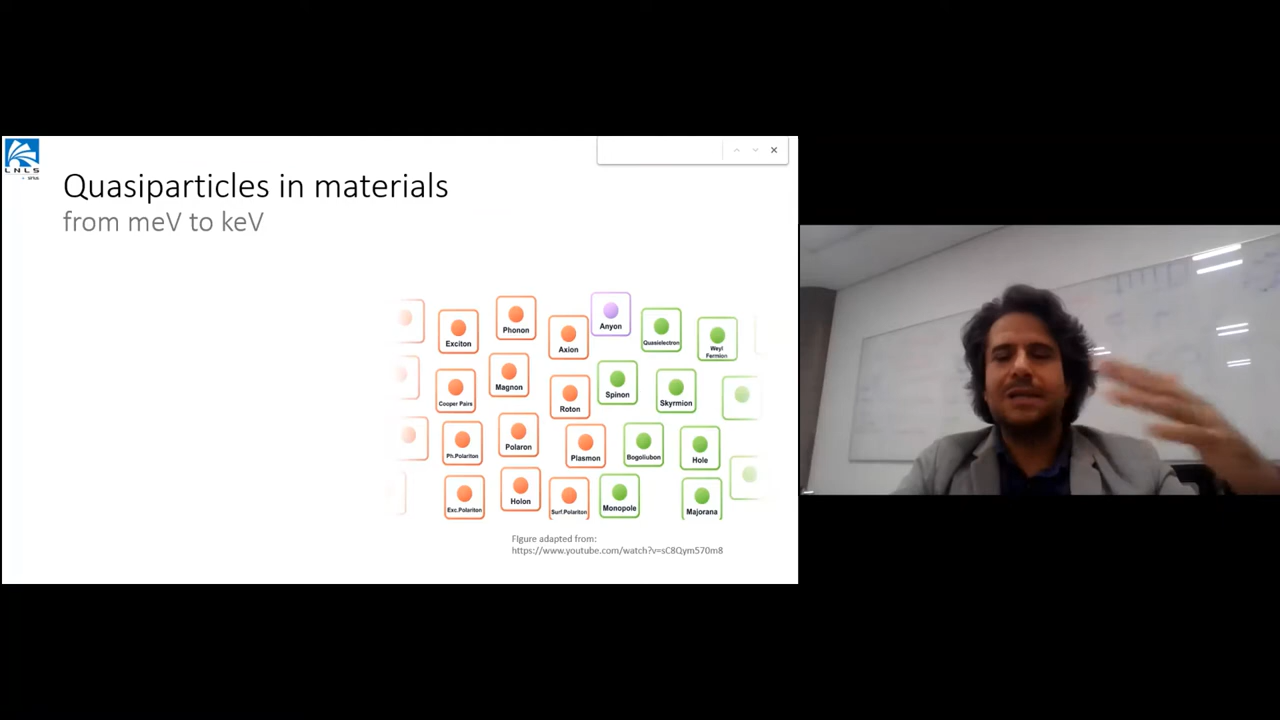 LNLS
Quasiparticles in materials
from meV to keV
Exciton
Phonon
Axion
Anyon
Quasielectron
Weyl
Fermion
Cooper Pairs
Magnon
Roton
Spinon
Skyrmion
Ph.Polariton
Polaron
Plasmon
Bogoliubon
Hole
Exc.Polariton
Holon
Surf.Polariton
Monopole
Majorana
FIgure adapted from:
https://www.youtube.com/watch?v=sC8Qym570m8